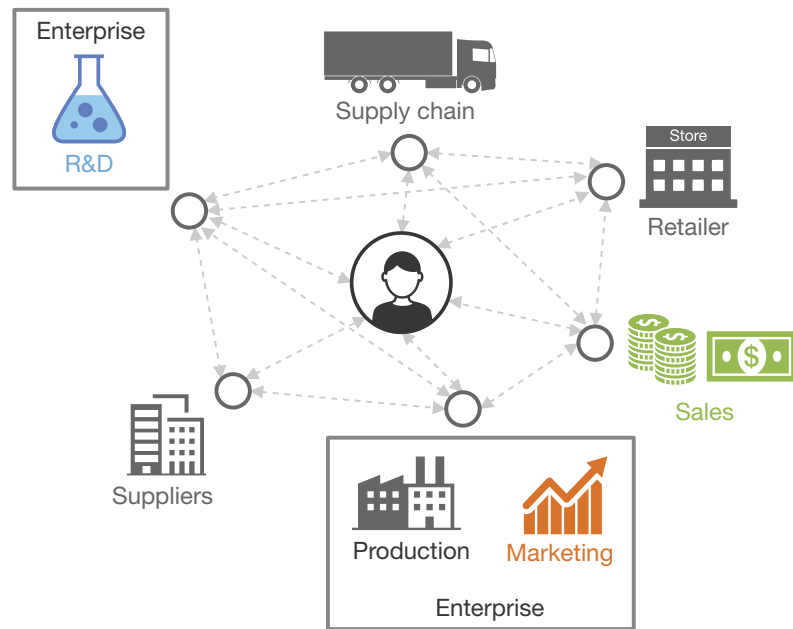 Enterprise
R&D
Supply chain
Store
Retailer
$
$
$
Sales
Suppliers
Production
Marketing
Enterprise